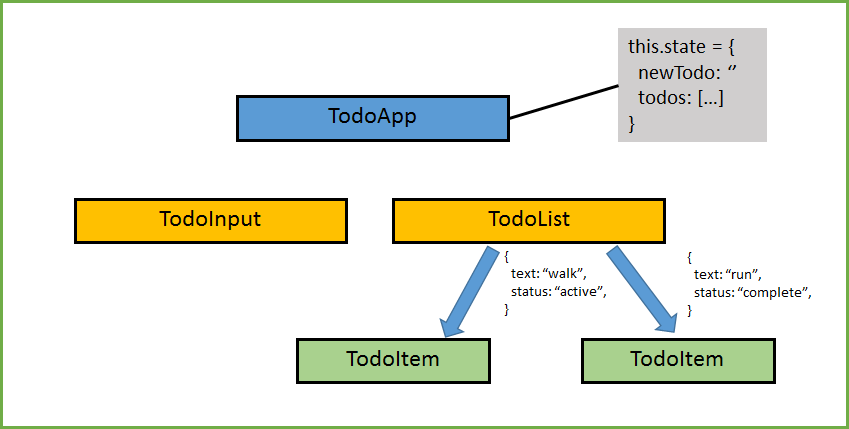 this.state = {
newTodo: ‘’
todos: […]
}
TodoApp
TodoInput
TodoList
{
text: “walk”,
status: “active”,
}
{
text: “run”,
status: “complete”,
}
TodoItem
TodoItem